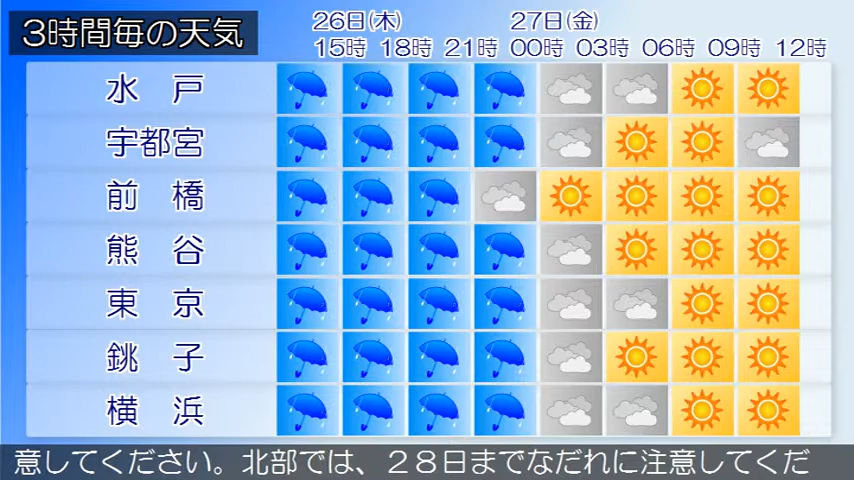 3時間毎の天気
26日(木) 27日(金)
15時 18時 21時 00時 03時 06時 09時 12時
水 戸
宇都宮
前 橋
熊 谷
東 京
銚 子
横 浜
意してください。北部では、２８日までなだれに注意してくだ